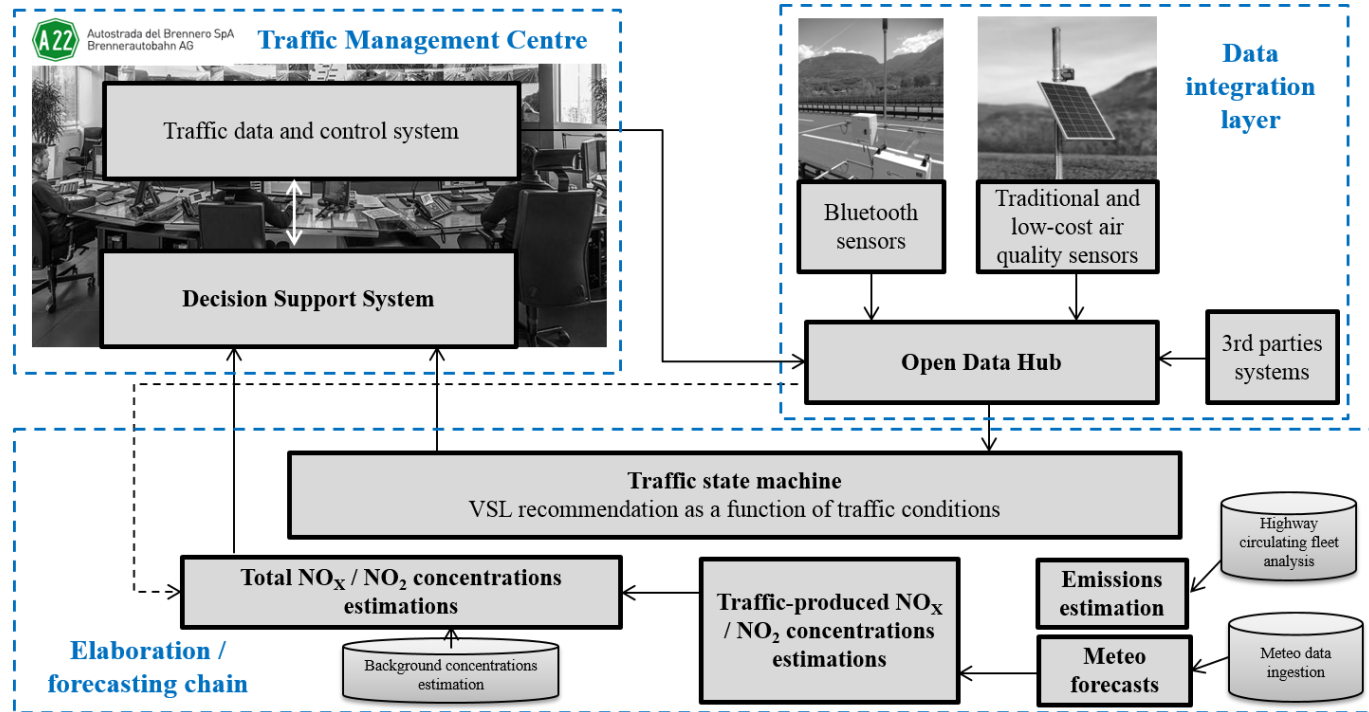 A22
Autostrada del Brennero SpA
Brennerautobahn AG
Traffic Management Centre
Traffic data and control system
Decision Support System
Data
integration
layer
Bluetooth
sensors
Traditional and
low-cost air
quality sensors
Open Data Hub
3rd parties
systems
Traffic state machine
VSL recommendation as a function of traffic conditions
Highway
circulating fleet
analysis
Total NOX / NO2 concentrations
estimations
Traffic-produced NOX
/ NO2 concentrations
estimations
Emissions
estimation
Meteo
forecasts
Meteo data
ingestion
Background concentrations
estimation
Elaboration /
forecasting chain